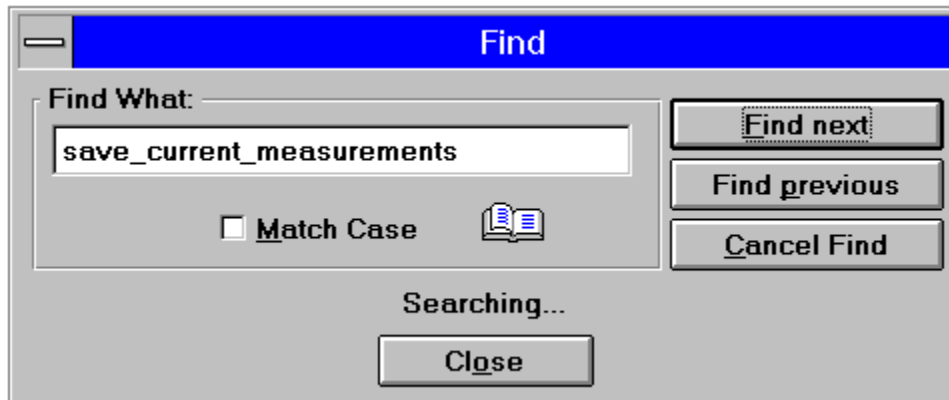 Find
Find What:
save_current_measurements
Match Case
Find next
Find previous
Cancel Find
Searching...
Close